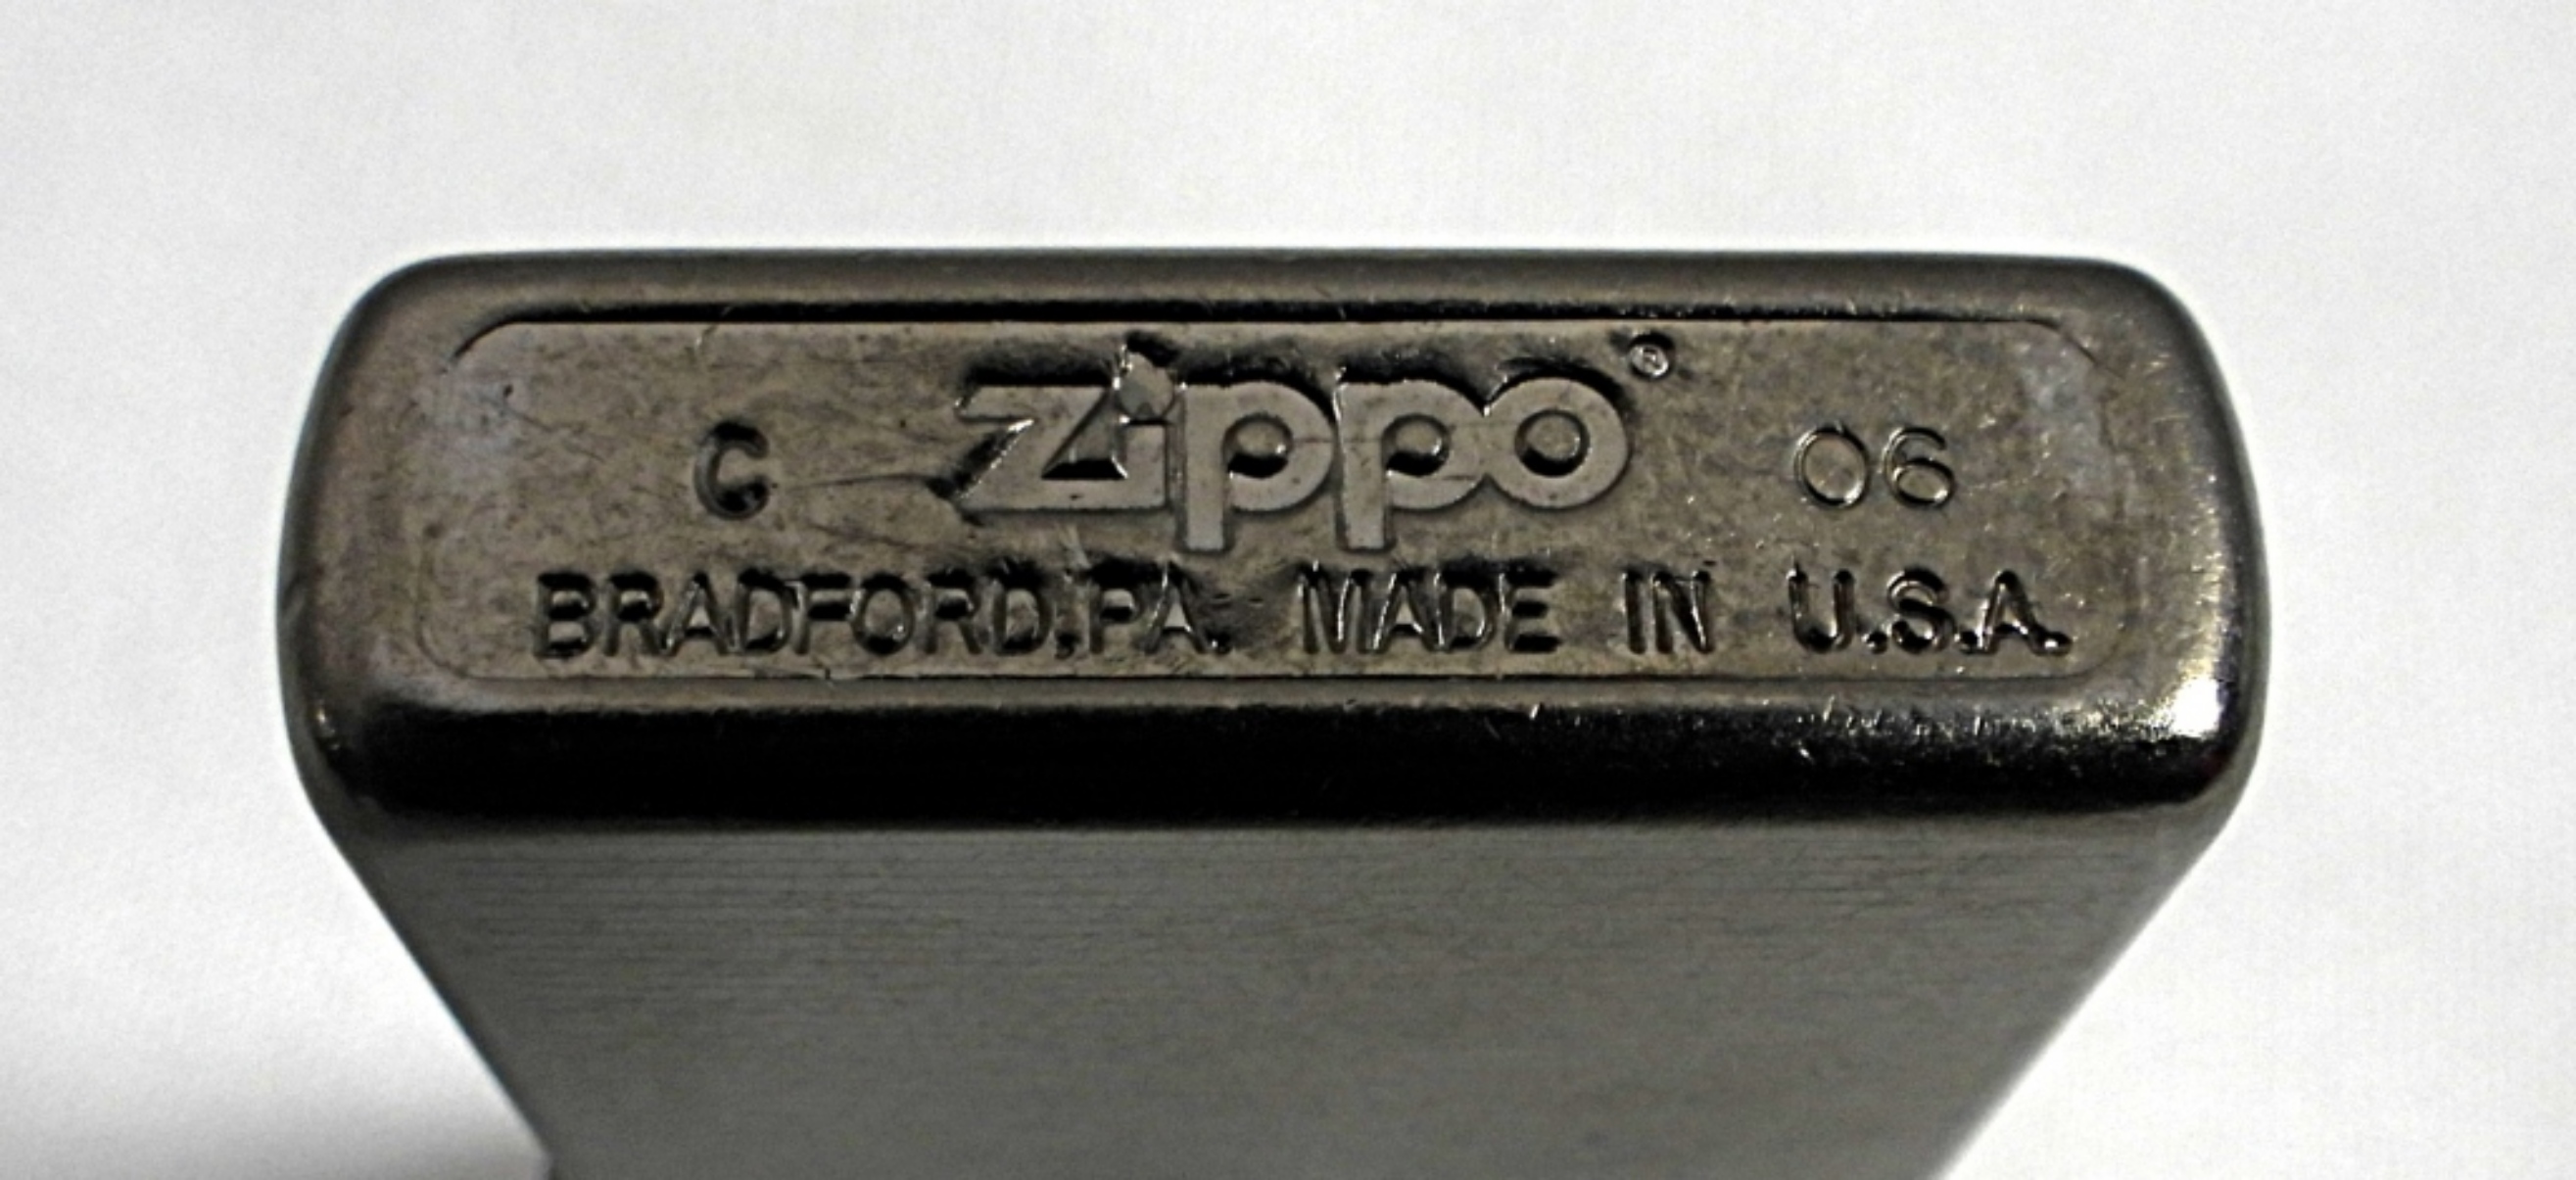 C zippo ® 06
BRADFORD,PA. MADE IN U.S.A.